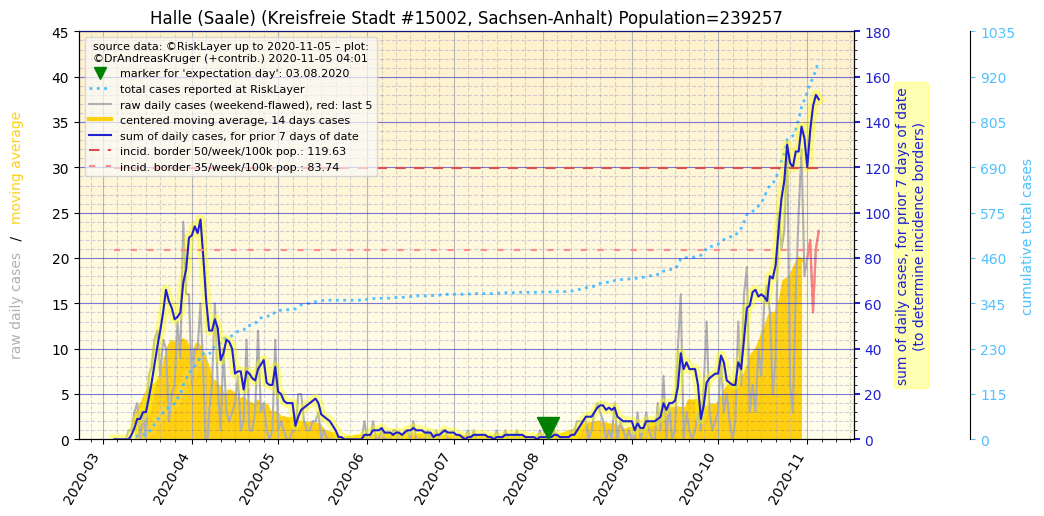 Halle (Saale) (Kreisfreie Stadt #15002, Sachsen-Anhalt) Population=239257
source data: ©RiskLayer up to 2020-11-05 – plot:
©DrAndreasKruger (+contrib.) 2020-11-05 04:01
marker for 'expectation day': 03.08.2020
total cases reported at RiskLayer
raw daily cases (weekend-flawed), red: last 5
centered moving average, 14 days cases
sum of daily cases, for prior 7 days of date
incid. border 50/week/100k pop.: 119.63
incid. border 35/week/100k pop.: 83.74
raw daily cases / moving average
45
40
35
30
25
20
15
10
5
0
2020-03
2020-04
2020-05
2020-06
2020-07
2020-08
2020-09
2020-10
2020-11
180
160
140
120
100
80
60
40
20
0
sum of daily cases, for prior 7 days of date
(to determine incidence borders)
1035
920
805
690
575
460
345
230
115
0
cumulative total cases